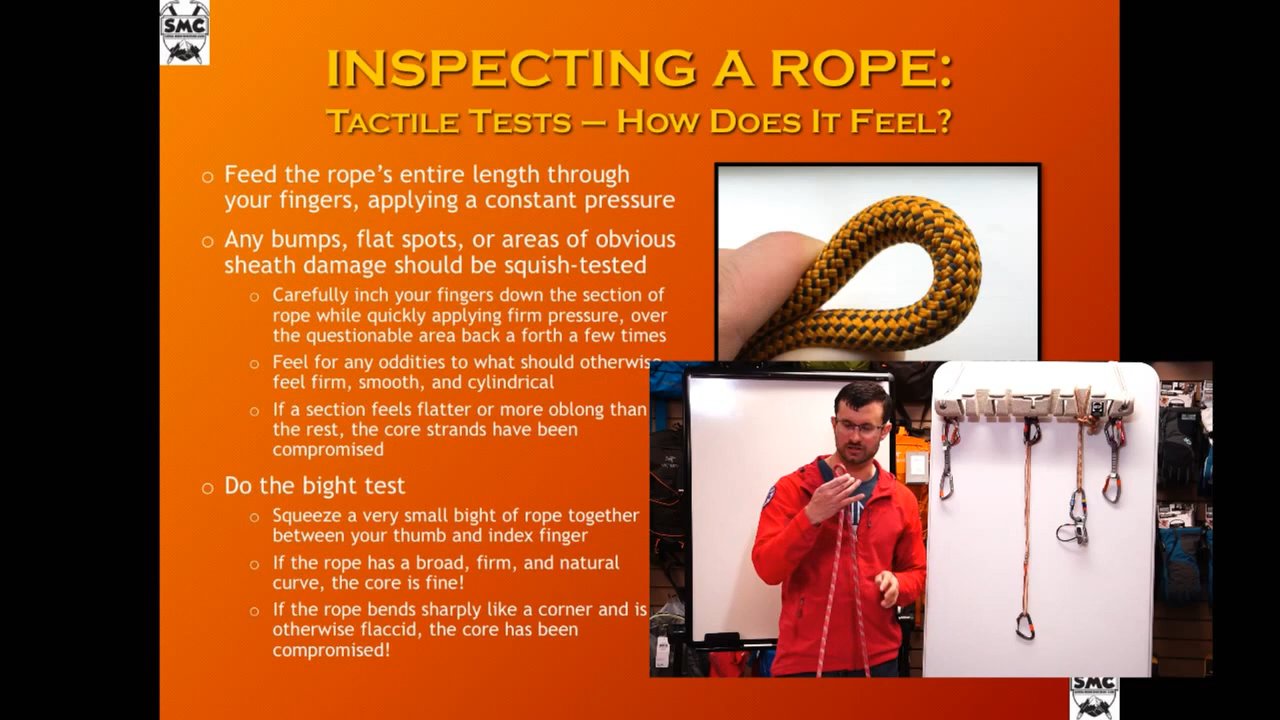 SMC
INSPECTING A ROPE:
TACTILE TESTS – HOW DOES IT FEEL?
Feed the rope's entire length through
your fingers, applying a constant pressure
Any bumps, flat spots, or areas of obvious
sheath damage should be squish-tested
Carefully inch your fingers down the section of
rope while quickly applying firm pressure, over
the questionable area back a forth a few times
Feel for any oddities to what should otherwise
feel firm, smooth, and cylindrical
If a section feels flatter or more oblong than
the rest, the core strands have been
compromised
Do the bight test
Squeeze a very small bight of rope together
between your thumb and index finger
If the rope has a broad, firm, and natural
curve, the core is fine!
If the rope bends sharply like a corner and is
otherwise flaccid, the core has been
compromised!
SMC